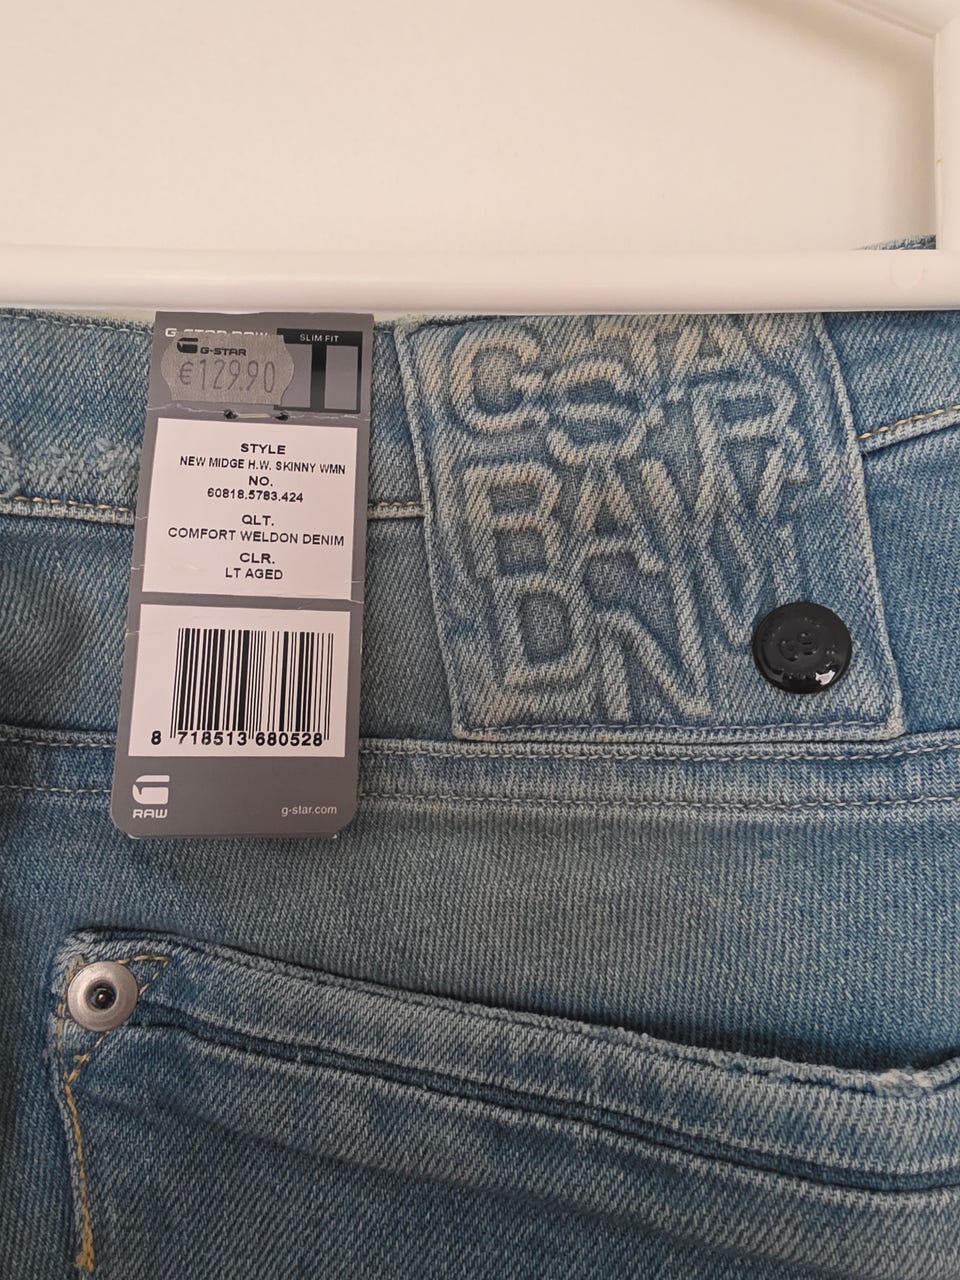 G-STAR RAW
SLIM FIT
G-STAR
€129.90
STYLE
NEW MIDGE H.W. SKINNY WMN
NO.
60818.5783.424
QLT.
COMFORT WELDON DENIM
CLR.
LT AGED
8 718513 680528
RAW
g-star.com
G-STAR
RAW
DNM